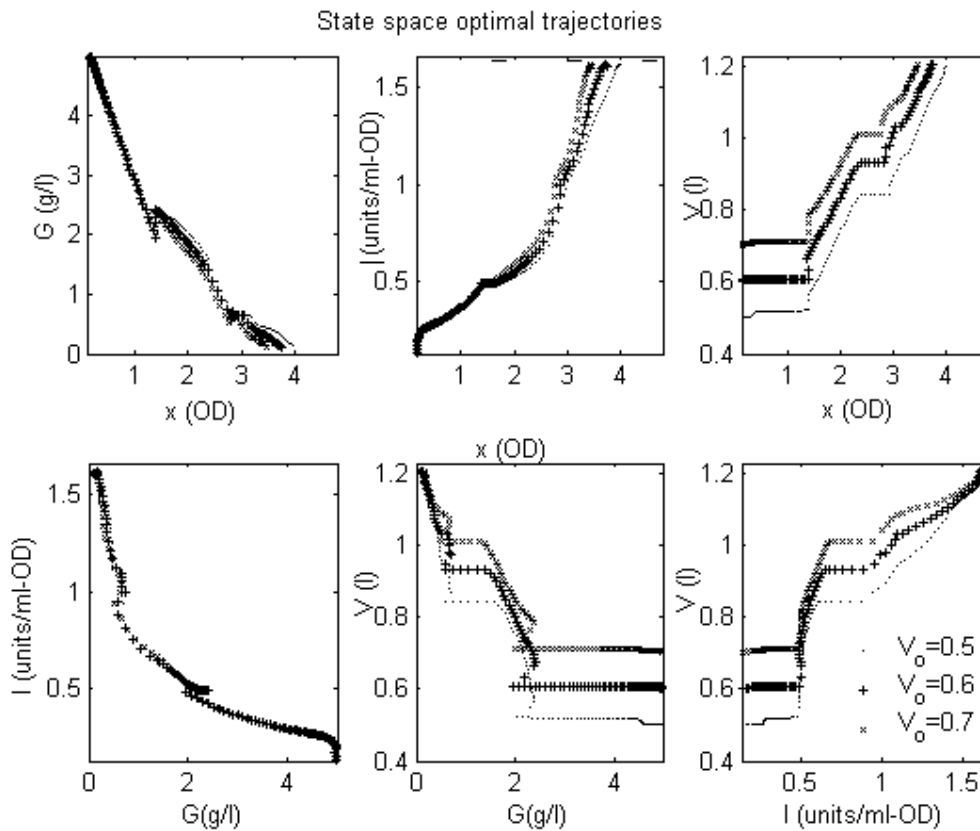 State space optimal trajectories
G (g/l)
4
3
2
1
0
0 1 2 3 4
x (OD)
I (units/ml-OD)
1.5
1
0.5
1 2 3 4
x (OD)
V (l)
1.2
1
0.8
0.6
0.4
1 2 3 4
x (OD)
I (units/ml-OD)
1.5
1
0.5
0 2 4
G(g/l)
V (l)
1.2
1
0.8
0.6
0.4
0 2 4
G(g/l)
V (l)
1.2
1
0.8
0.6
0.4
0.5 1 1.5
I (units/ml-OD)
V_o=0.5
V_o=0.6
V_o=0.7